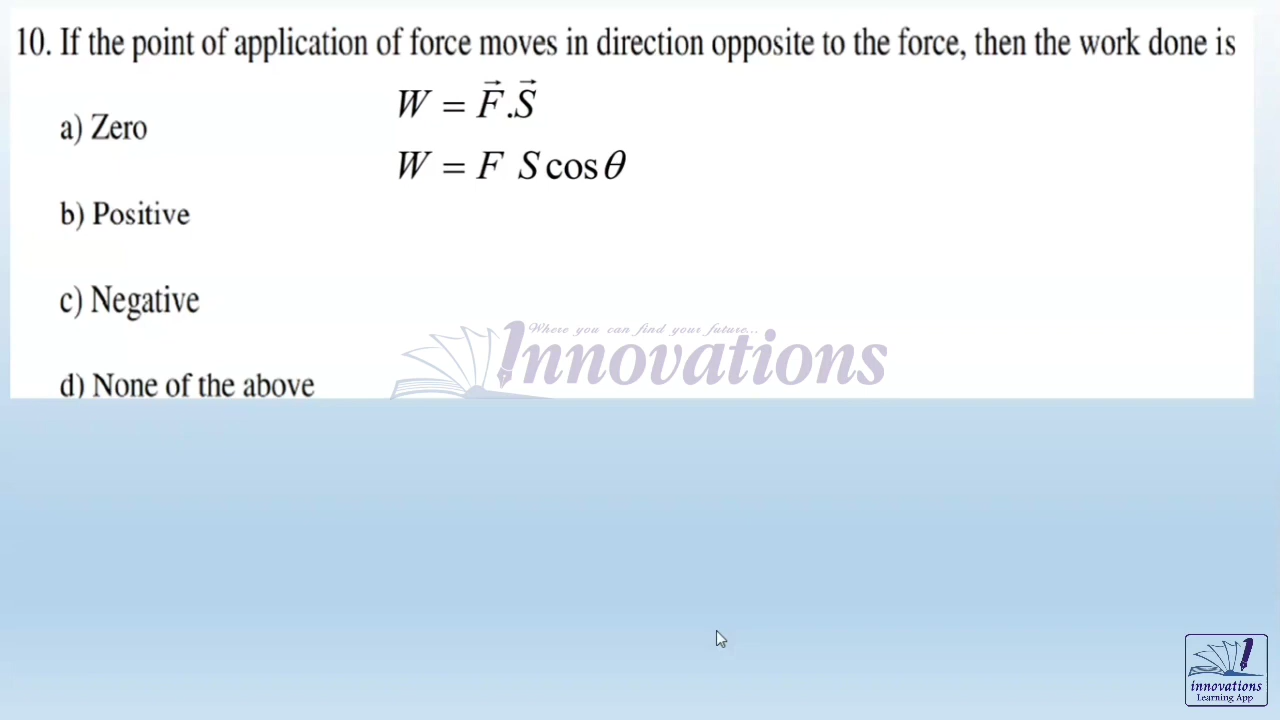 10. If the point of application of force moves in direction opposite to the force, then the work done is
W = F⃗.S⃗
a) Zero
W = F S cosθ
b) Positive
c) Negative
Where you can find your future...
Innovations
d) None of the above
innovations
Learning App